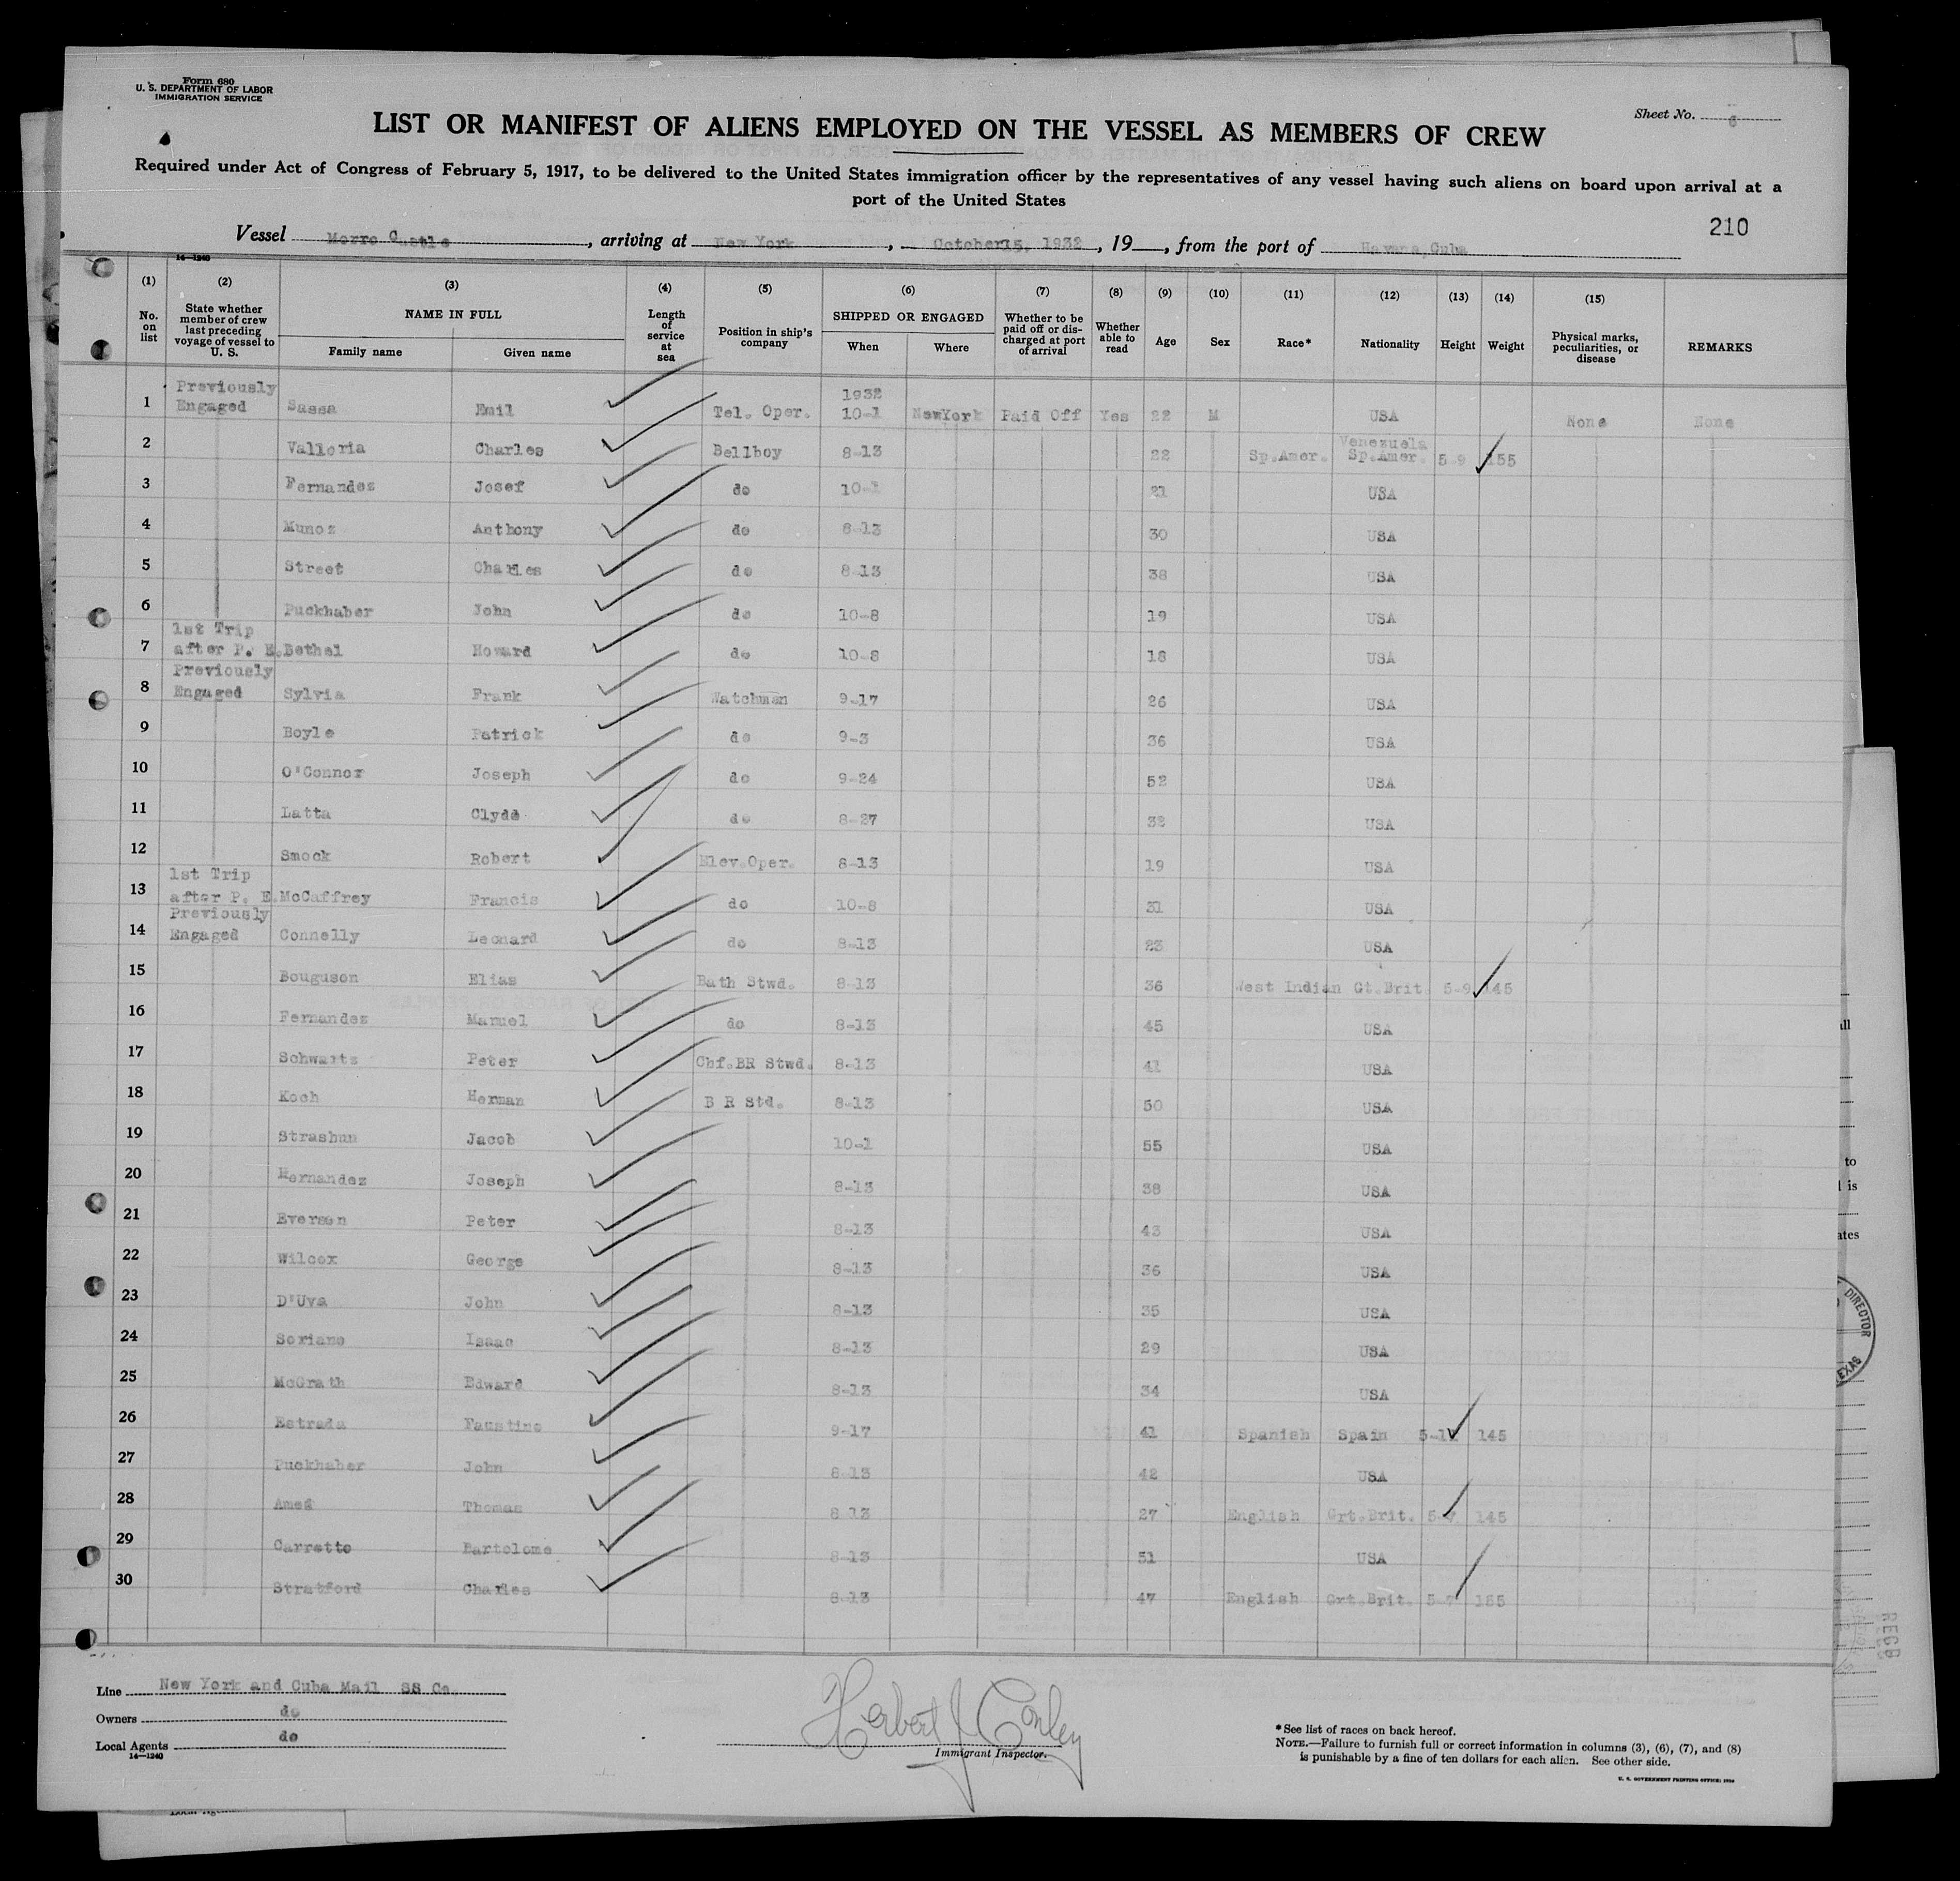 Form 680
U. S. DEPARTMENT OF LABOR
IMMIGRATION SERVICE
Sheet No.
LIST OR MANIFEST OF ALIENS EMPLOYED ON THE VESSEL AS MEMBERS OF CREW
Required under Act of Congress of February 5, 1917, to be delivered to the United States immigration officer by the representatives of any vessel having such aliens on board upon arrival at a
port of the United States
210
Vessel Morro Castle, arriving at New York, October 15, 1932, 19, from the port of Havana, Cuba
14—1240
(1) (2) (3) (4) (5) (6) (7) (8) (9) (10) (11) (12) (13) (14) (15)
No. on list State whether member of crew last preceding voyage of vessel to U. S. NAME IN FULL Family name Given name Length of service at sea Position in ship's company SHIPPED OR ENGAGED When Where Whether to be paid off or discharged at port of arrival Whether able to read Age Sex Race* Nationality Height Weight Physical marks, peculiarities, or disease REMARKS
1 Previously Engaged Sassa Emil Tel. Oper. 1932 10-1 NewYork Paid Off Yes 22 M USA None None
2 Valloria Charles Bellboy 8-13 22 Sp.Amer. Venezuela Sp.Amer. 5-9 155
3 Fernandez Josef do 10-1 21 USA
4 Munoz Anthony do 8-13 30 USA
5 Street Charles do 8-13 38 USA
6 Puckhaber John do 10-8 19 USA
7 1st Trip after P. E. Bethel Howard do 10-8 18 USA
8 Previously Engaged Sylvia Frank Watchman 9-17 26 USA
9 Boyle Patrick do 9-3 36 USA
10 O'Connor Joseph do 9-24 52 USA
11 Latta Clyde do 8-27 USA
12 Smock Robert Elev.Oper. 8-13 19 USA
13 1st Trip after P. E. McCaffrey Francis do 10-8 31 USA
14 Previously Engaged Connelly Leonard do 8-13 23 USA
15 Bouguson Elias Bath Stwd. 8-13 36 West Indian Gt.Brit. 5-9 145
16 Fernandez Manuel do 8-13 45 USA
17 Schwartz Peter Chf.BR Stwd. 8-13 41 USA
18 Koch Herman B R Std. 8-13 50 USA
19 Strashun Jacob 10-1 55 USA
20 Hernandez Joseph 8-13 38 USA
21 Everson Peter 8-13 43 USA
22 Wilcox George 8-13 36 USA
23 D'Uva John 8-13 35 USA
24 Soriano Isaac 8-13 29 USA
25 McGrath Edward 8-13 34 USA
26 Estrada Faustino 9-17 41 Spanish Spain 145
27 Puckhaber John 8-13 42 USA
28 Thomas 8-13 27 English Grt.Brit. 145
29 Carretto Bartolome 8-13 51 USA
30 Stratford Charles 8-13 47 English Grt.Brit. 5-7
Line New York and Cuba Mail SS Co.
Owners do
Local Agents do
14—1240
Herbert J Conley
Immigrant Inspector.
*See list of races on back hereof.
NOTE.—Failure to furnish full or correct information in columns (3), (6), (7), and (8)
is punishable by a fine of ten dollars for each alien. See other side.
U. S. GOVERNMENT PRINTING OFFICE:
to
is
ates
DIRECTOR
TEXAS